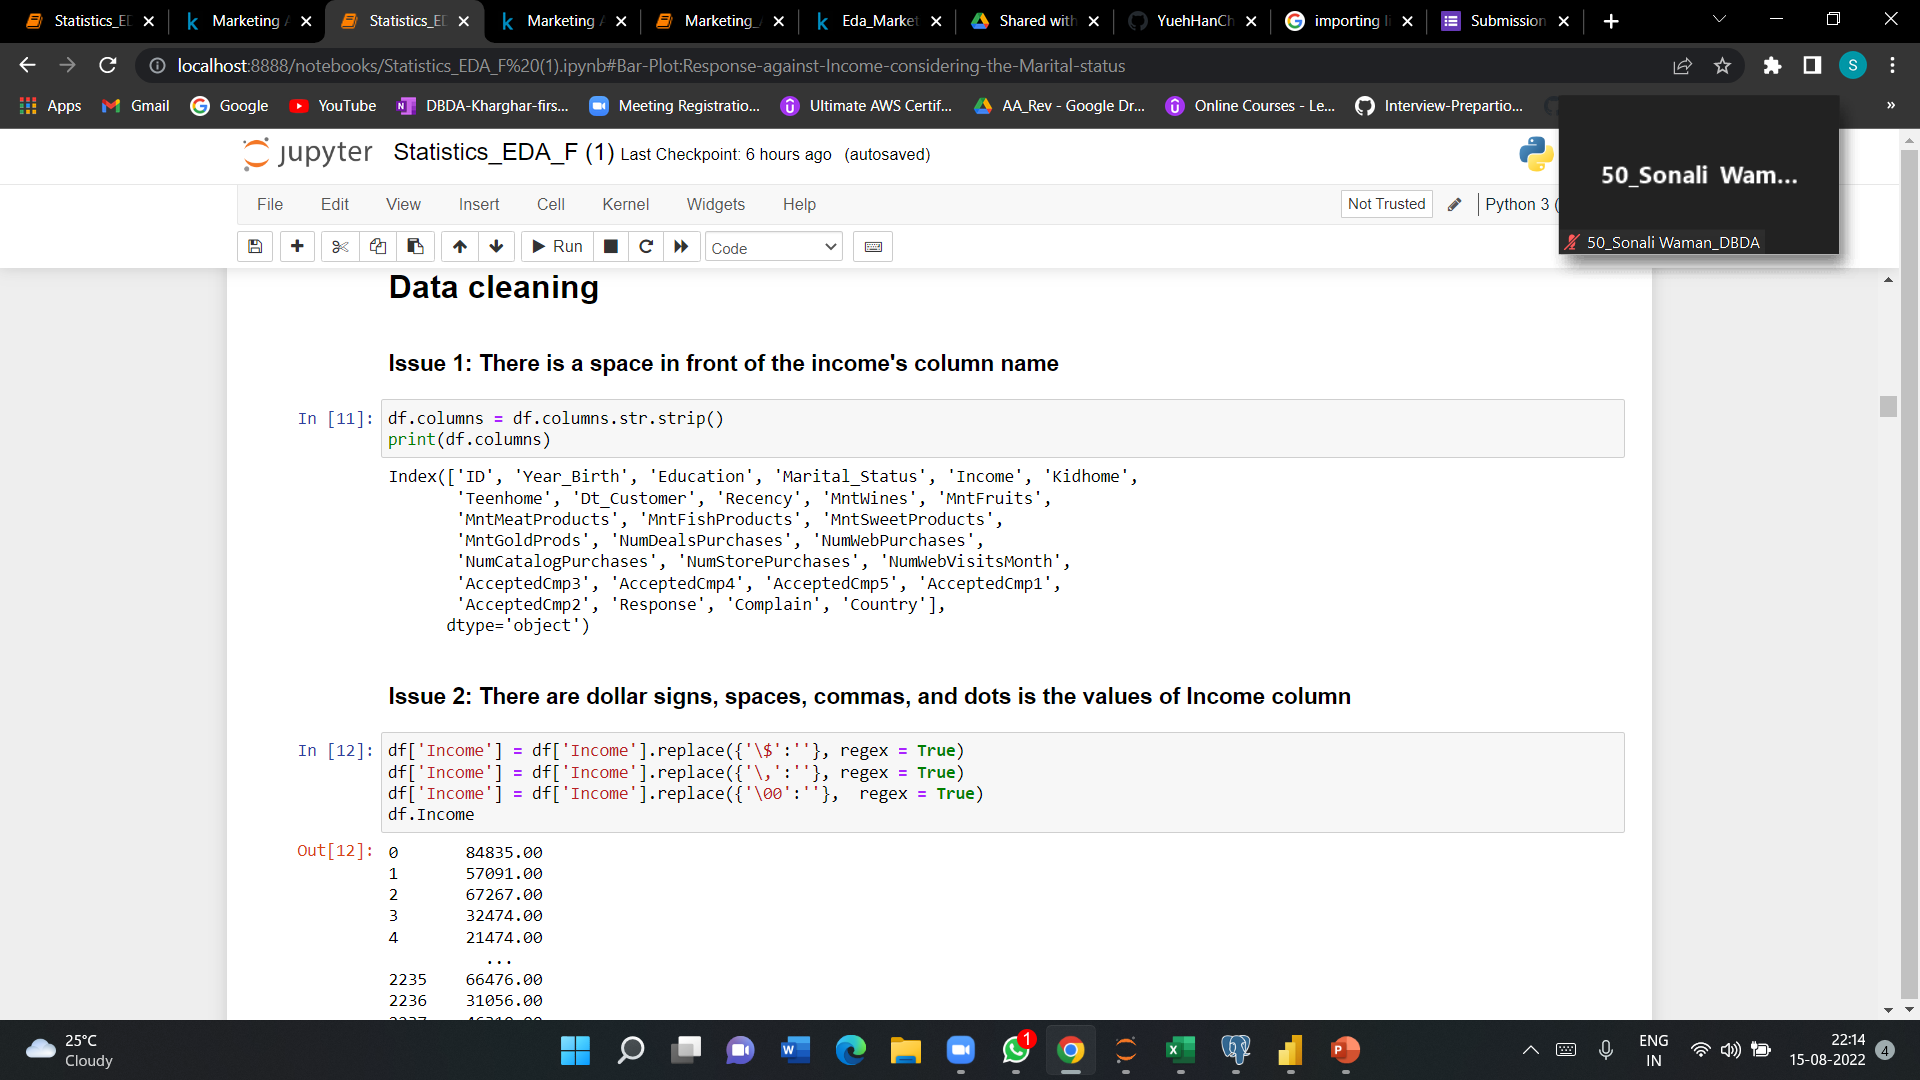 Statistics_ED
Marketing A
Statistics_ED
Marketing A
Marketing_A
Eda_Market
Shared with
YuehHanCh
importing li
Submission
localhost:8888/notebooks/Statistics_EDA_F%20(1).ipynb#Bar-Plot:Response-against-Income-considering-the-Marital-status
S
Apps
Gmail
Google
YouTube
DBDA-Kharghar-firs...
Meeting Registratio...
Ultimate AWS Certif...
AA_Rev - Google Dr...
Online Courses - Le...
Interview-Prepartio...
»
jupyter
Statistics_EDA_F (1) Last Checkpoint: 6 hours ago (autosaved)
50_Sonali Wam...
50_Sonali Waman_DBDA
File Edit View Insert Cell Kernel Widgets Help
Not Trusted
Python 3 (
Run
Code
Data cleaning
Issue 1: There is a space in front of the income's column name
In [11]: df.columns = df.columns.str.strip()
print(df.columns)
Index(['ID', 'Year_Birth', 'Education', 'Marital_Status', 'Income', 'Kidhome',
'Teenhome', 'Dt_Customer', 'Recency', 'MntWines', 'MntFruits',
'MntMeatProducts', 'MntFishProducts', 'MntSweetProducts',
'MntGoldProds', 'NumDealsPurchases', 'NumWebPurchases',
'NumCatalogPurchases', 'NumStorePurchases', 'NumWebVisitsMonth',
'AcceptedCmp3', 'AcceptedCmp4', 'AcceptedCmp5', 'AcceptedCmp1',
'AcceptedCmp2', 'Response', 'Complain', 'Country'],
dtype='object')
Issue 2: There are dollar signs, spaces, commas, and dots is the values of Income column
In [12]: df['Income'] = df['Income'].replace({'\$':''}, regex = True)
df['Income'] = df['Income'].replace({'\,':''}, regex = True)
df['Income'] = df['Income'].replace({'\00':''},  regex = True)
df.Income
Out[12]: 0 84835.00
1 57091.00
2 67267.00
3 32474.00
4 21474.00
...
2235 66476.00
2236 31056.00
25°C
Cloudy
1
ENG
IN
22:14
15-08-2022
4